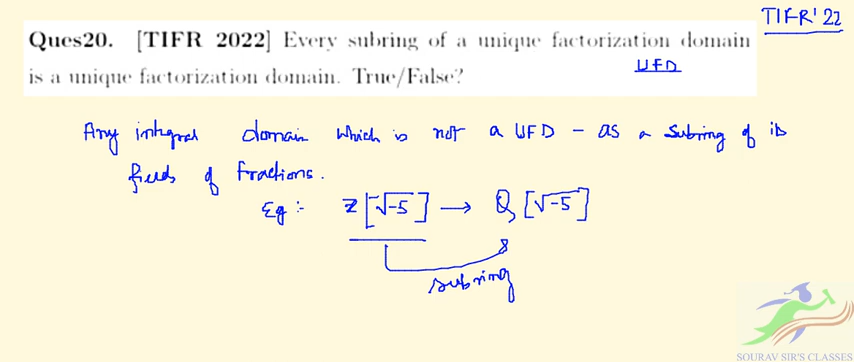 TIFR'22
Ques20. [TIFR 2022] Every subring of a unique factorization domain
is a unique factorization domain. True/False?
UFD
Any integral domain which is not a UFD - as a subring of its
field of fractions.
Eg :- Z[√-5] → Q[√-5]
subring
SOURAV SIR'S CLASSES